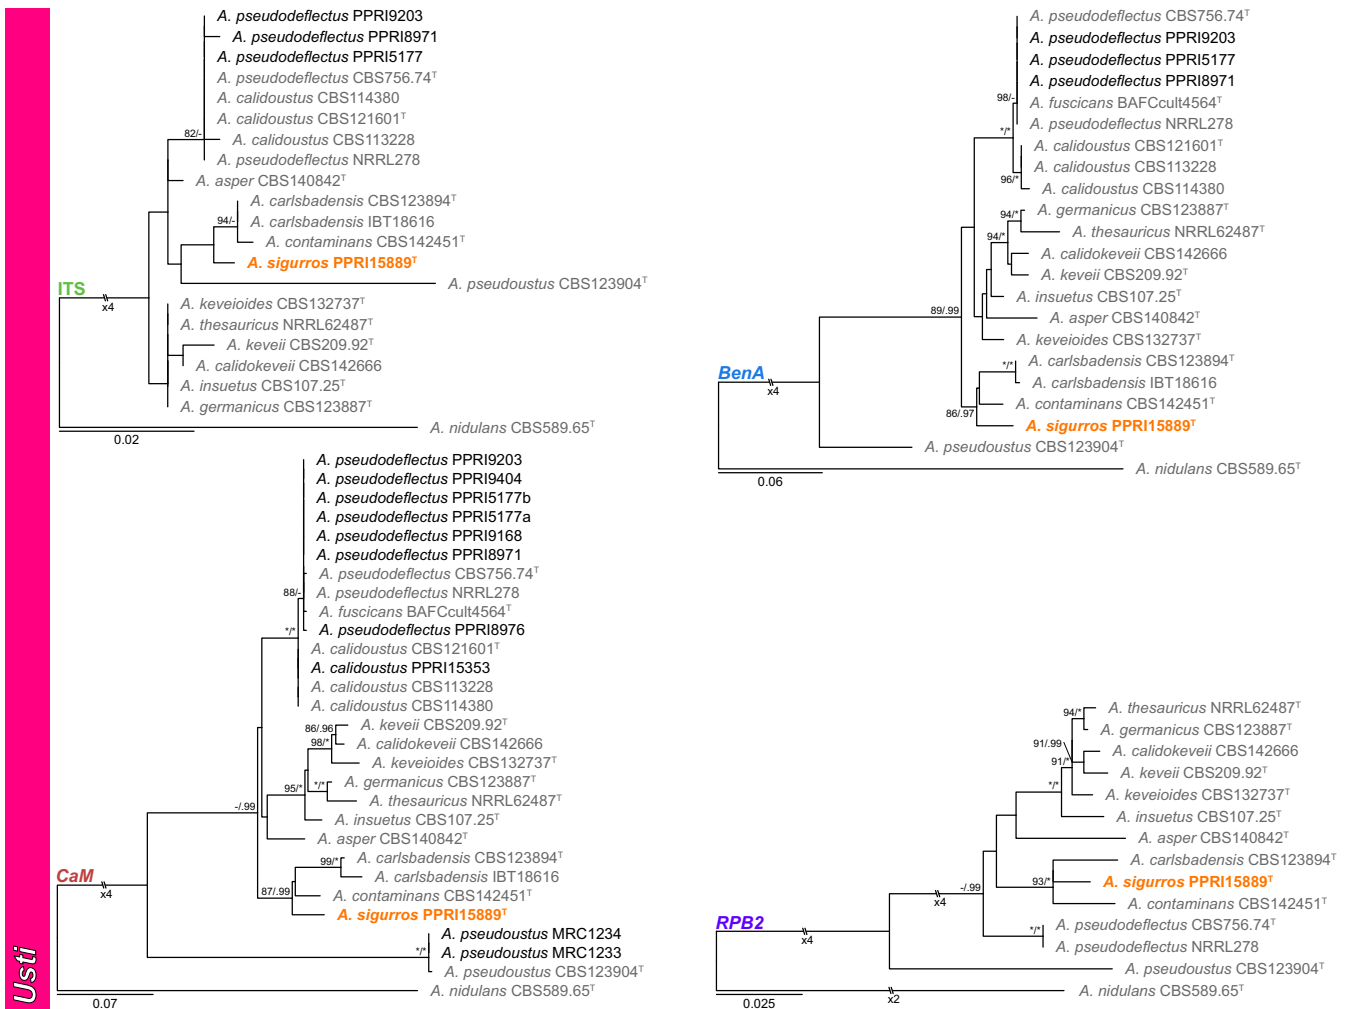 Usti
A. pseudodeflectus PPRI9203
A. pseudodeflectus PPRI8971
A. pseudodeflectus PPRI5177
A. pseudodeflectus CBS756.74ᵀ
A. calidoustus CBS114380
A. calidoustus CBS121601ᵀ
82/-
A. calidoustus CBS113228
A. pseudodeflectus NRRL278
A. asper CBS140842ᵀ
A. carlsbadensis CBS123894ᵀ
94/-
A. carlsbadensis IBT18616
A. contaminans CBS142451ᵀ
A. sigurros PPRI15889ᵀ
A. pseudoustus CBS123904ᵀ
ITS
x4
A. keveioides CBS132737ᵀ
A. thesauricus NRRL62487ᵀ
A. keveii CBS209.92ᵀ
A. calidokeveii CBS142666
A. insuetus CBS107.25ᵀ
A. germanicus CBS123887ᵀ
A. nidulans CBS589.65ᵀ
0.02
A. pseudodeflectus CBS756.74ᵀ
A. pseudodeflectus PPRI9203
A. pseudodeflectus PPRI5177
A. pseudodeflectus PPRI8971
98/-
A. fuscicans BAFCcult4564ᵀ
A. pseudodeflectus NRRL278
*/*
A. calidoustus CBS121601ᵀ
A. calidoustus CBS113228
96/*
A. calidoustus CBS114380
A. germanicus CBS123887ᵀ
94/*
A. thesauricus NRRL62487ᵀ
94/*
A. calidokeveii CBS142666
A. keveii CBS209.92ᵀ
A. insuetus CBS107.25ᵀ
89/.99
A. asper CBS140842ᵀ
A. keveioides CBS132737ᵀ
A. carlsbadensis CBS123894ᵀ
*/*
BenA
x4
A. carlsbadensis IBT18616
A. contaminans CBS142451ᵀ
86/.97
A. sigurros PPRI15889ᵀ
A. pseudoustus CBS123904ᵀ
A. nidulans CBS589.65ᵀ
0.06
A. pseudodeflectus PPRI9203
A. pseudodeflectus PPRI9404
A. pseudodeflectus PPRI5177b
A. pseudodeflectus PPRI5177a
A. pseudodeflectus PPRI9168
A. pseudodeflectus PPRI8971
A. pseudodeflectus CBS756.74ᵀ
88/-
A. pseudodeflectus NRRL278
A. fuscicans BAFCcult4564ᵀ
*/*
A. pseudodeflectus PPRI8976
A. calidoustus CBS121601ᵀ
A. calidoustus PPRI15353
A. calidoustus CBS113228
A. calidoustus CBS114380
86/.96
A. keveii CBS209.92ᵀ
98/*
A. calidokeveii CBS142666
A. keveioides CBS132737ᵀ
A. germanicus CBS123887ᵀ
95/*
*/*
A. thesauricus NRRL62487ᵀ
-/.99
A. insuetus CBS107.25ᵀ
A. asper CBS140842ᵀ
A. carlsbadensis CBS123894ᵀ
99/*
A. carlsbadensis IBT18616
CaM
x4
87/.99
A. contaminans CBS142451ᵀ
A. sigurros PPRI15889ᵀ
A. pseudoustus MRC1234
*/*
A. pseudoustus MRC1233
A. pseudoustus CBS123904ᵀ
A. nidulans CBS589.65ᵀ
0.07
A. thesauricus NRRL62487ᵀ
94/*
A. germanicus CBS123887ᵀ
91/.99
A. calidokeveii CBS142666
91/*
A. keveii CBS209.92ᵀ
*/*
A. keveioides CBS132737ᵀ
A. insuetus CBS107.25ᵀ
A. asper CBS140842ᵀ
A. carlsbadensis CBS123894ᵀ
-/.99
93/*
A. sigurros PPRI15889ᵀ
x4
A. contaminans CBS142451ᵀ
RPB2
x4
*/*
A. pseudodeflectus CBS756.74ᵀ
A. pseudodeflectus NRRL278
A. pseudoustus CBS123904ᵀ
A. nidulans CBS589.65ᵀ
x2
0.025